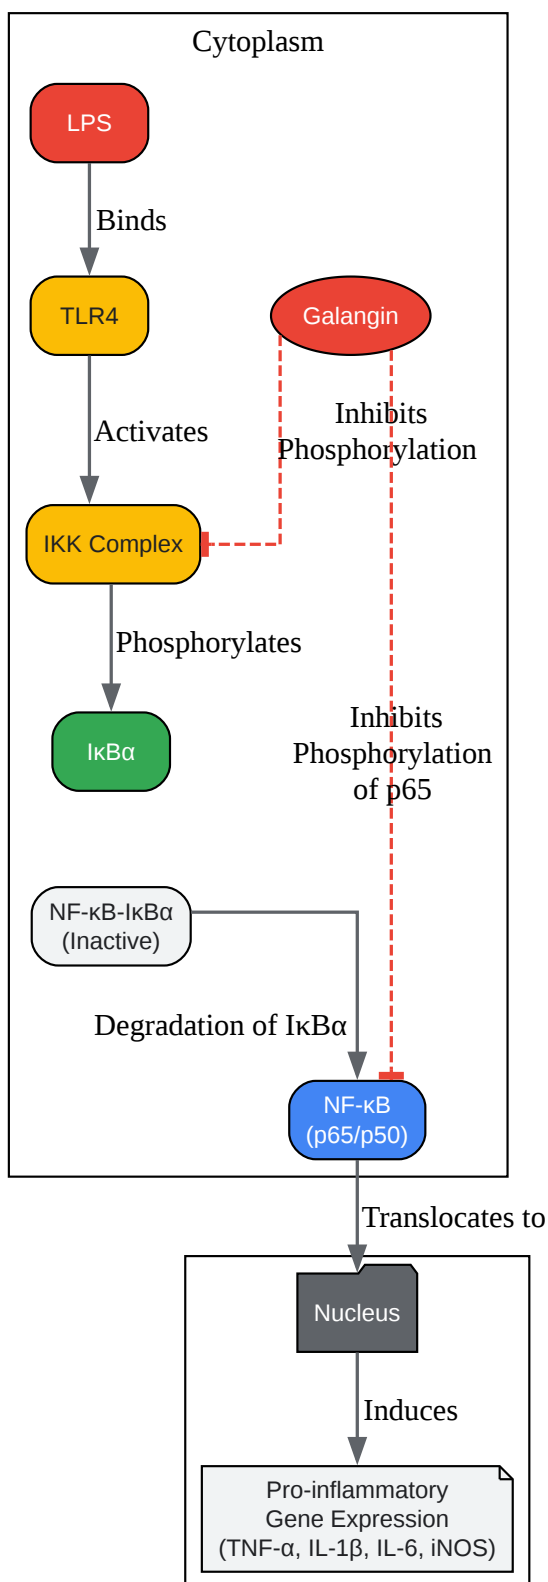 Cytoplasm
LPS
Binds
TLR4
Galangin
Inhibits
Phosphorylation
Activates
IKK Complex
Phosphorylates
IκBα
Inhibits
Phosphorylation
of p65
NF-κB-IκBα
(Inactive)
Degradation of IκBα
NF-κB
(p65/p50)
Translocates to
Nucleus
Induces
Pro-inflammatory
Gene Expression
(TNF-α, IL-1β, IL-6, iNOS)